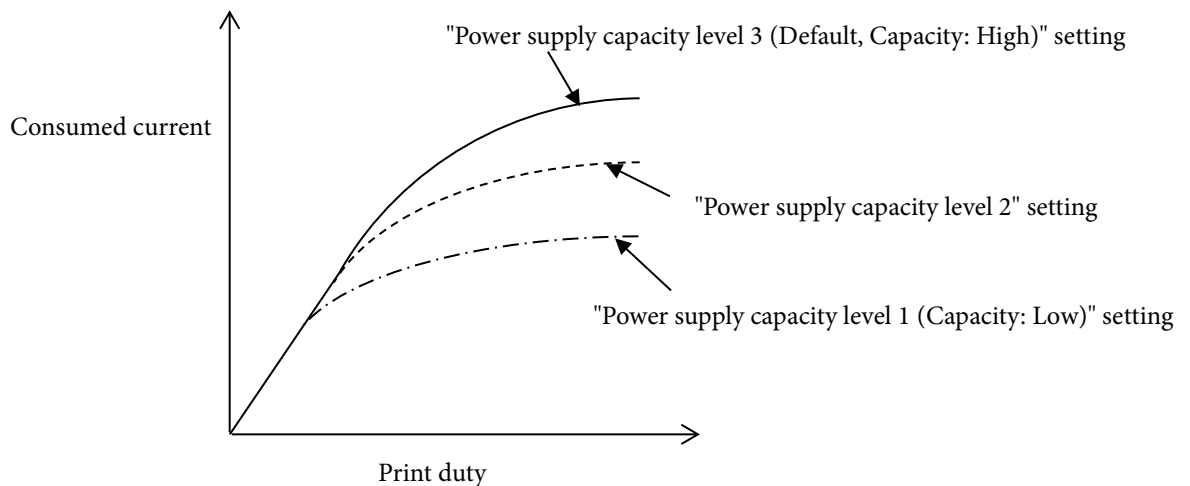 "Power supply capacity level 3 (Default, Capacity: High)" setting
Consumed current
"Power supply capacity level 2" setting
"Power supply capacity level 1 (Capacity: Low)" setting
Print duty